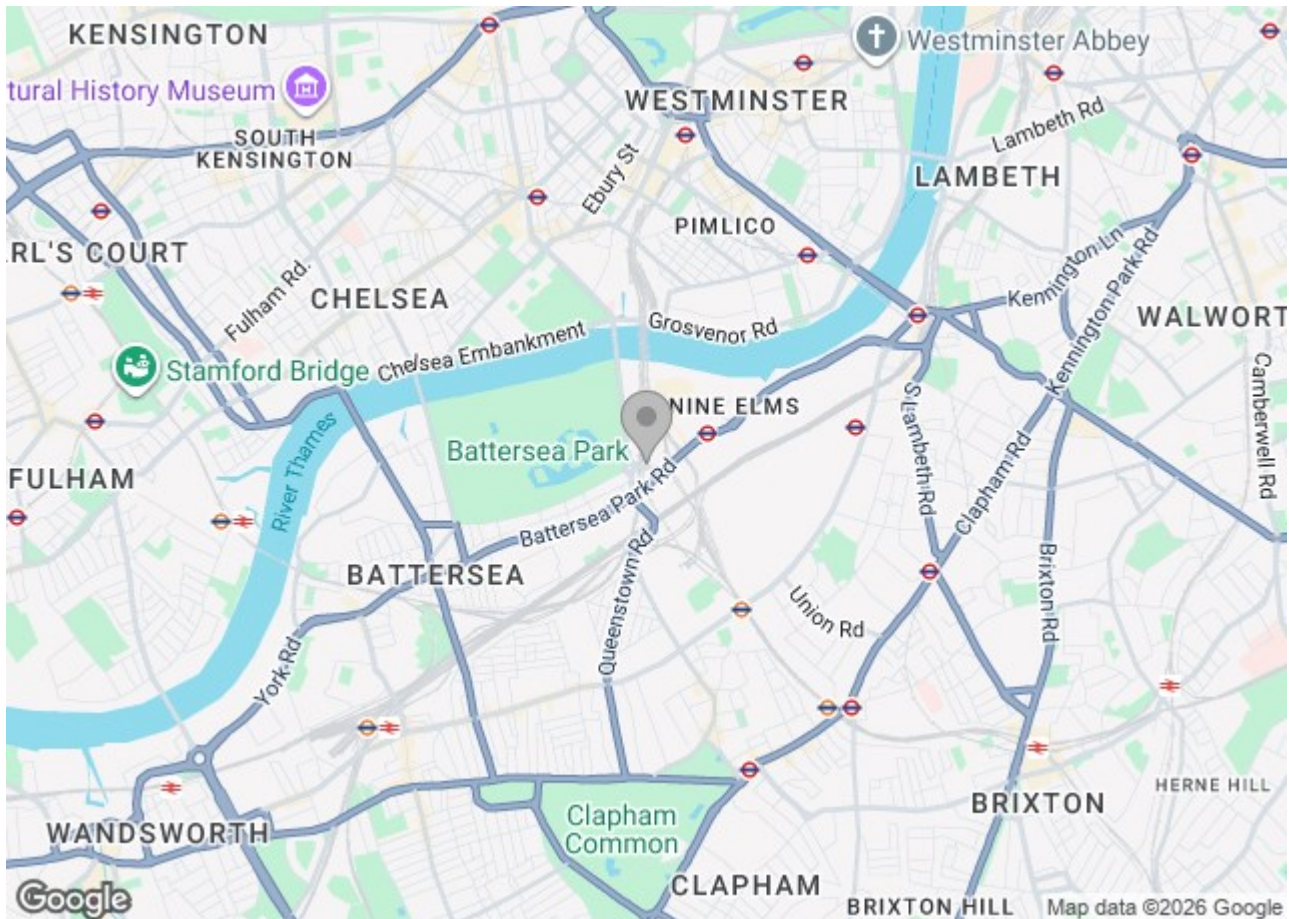 KENSINGTON
tural History Museum
SOUTH
KENSINGTON
Westminster Abbey
WESTMINSTER
Lambeth Rd
LAMBETH
Ebury St
PIMLICO
ARL'S COURT
Fulham Rd.
CHELSEA
Kennington Ln
Kennington Park Rd
WALWORT
Grosvenor Rd
Chelsea Embankment
Stamford Bridge
Camberwell Rd
NINE ELMS
Battersea Park
S Lambeth Rd
Clapham Rd
FULHAM
River Thames
Battersea Park Rd
BATTERSEA
Queenstown Rd
Union Rd
Brixton Rd
York Rd
HERNE HILL
BRIXTON
Clapham
Common
WANDSWORTH
CLAPHAM
BRIXTON HILL
Google
Map data ©2026 Google